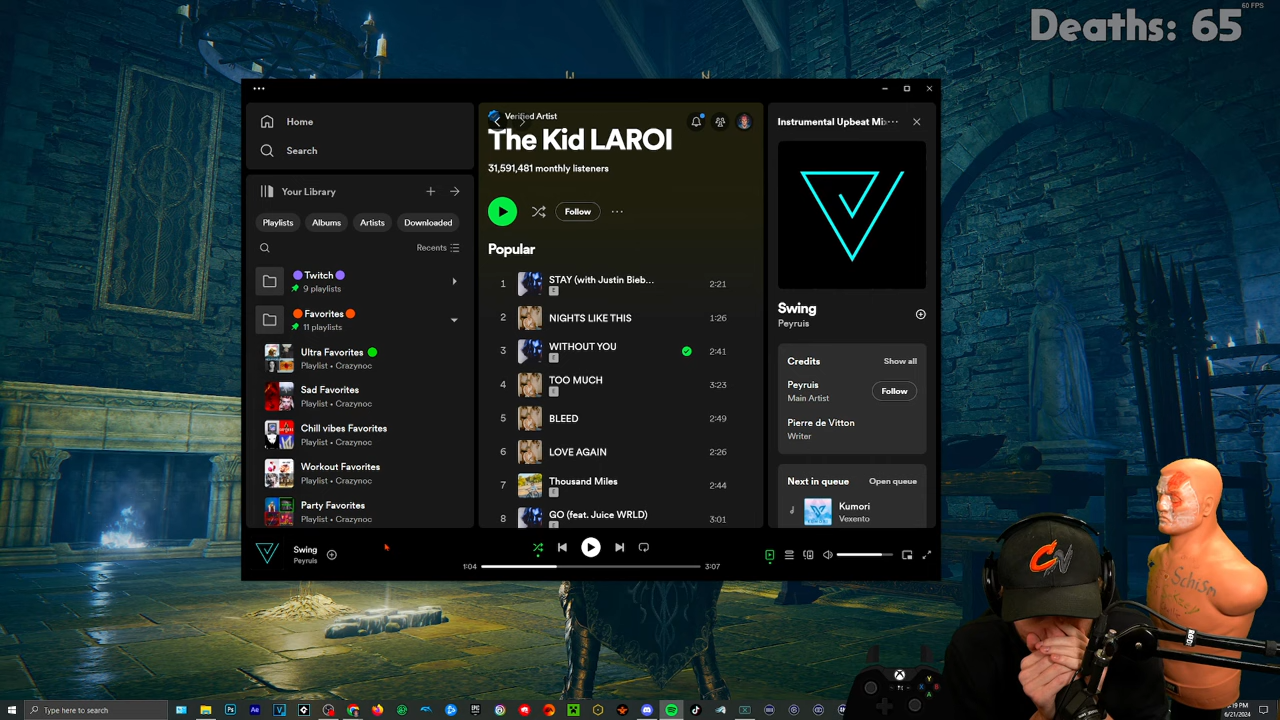 60 FPS
Deaths: 65
Home
Search
Your Library
Playlists
Albums
Artists
Downloaded
Recents
Twitch
9 playlists
Favorites
11 playlists
Ultra Favorites
Playlist • Crazynoc
Sad Favorites
Playlist • Crazynoc
Chill vibes Favorites
Playlist • Crazynoc
Workout Favorites
Playlist • Crazynoc
Party Favorites
Playlist • Crazynoc
Verified Artist
The Kid LAROI
31,591,481 monthly listeners
Follow
Popular
1 STAY (with Justin Bieb... 2:21
E
2 NIGHTS LIKE THIS 1:26
3 WITHOUT YOU 2:41
E
4 TOO MUCH 3:23
E
5 BLEED 2:49
6 LOVE AGAIN 2:26
7 Thousand Miles 2:44
E
8 GO (feat. Juice WRLD) 3:01
E
Instrumental Upbeat Mi
Swing
Peyruis
Credits Show all
Peyruis
Main Artist
Follow
Pierre de Vitton
Writer
Next in queue Open queue
Kumori
Vexento
Swing
Peyruis
1:04
3:07
Schism
Type here to search
6/21/2024